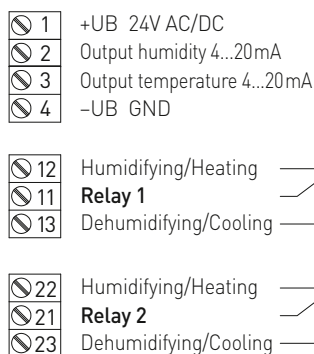 1 +UB 24V AC/DC
2 Output humidity 4...20mA
3 Output temperature 4...20mA
4 –UB GND
12 Humidifying/Heating
11 Relay 1
13 Dehumidifying/Cooling
22 Humidifying/Heating
21 Relay 2
23 Dehumidifying/Cooling